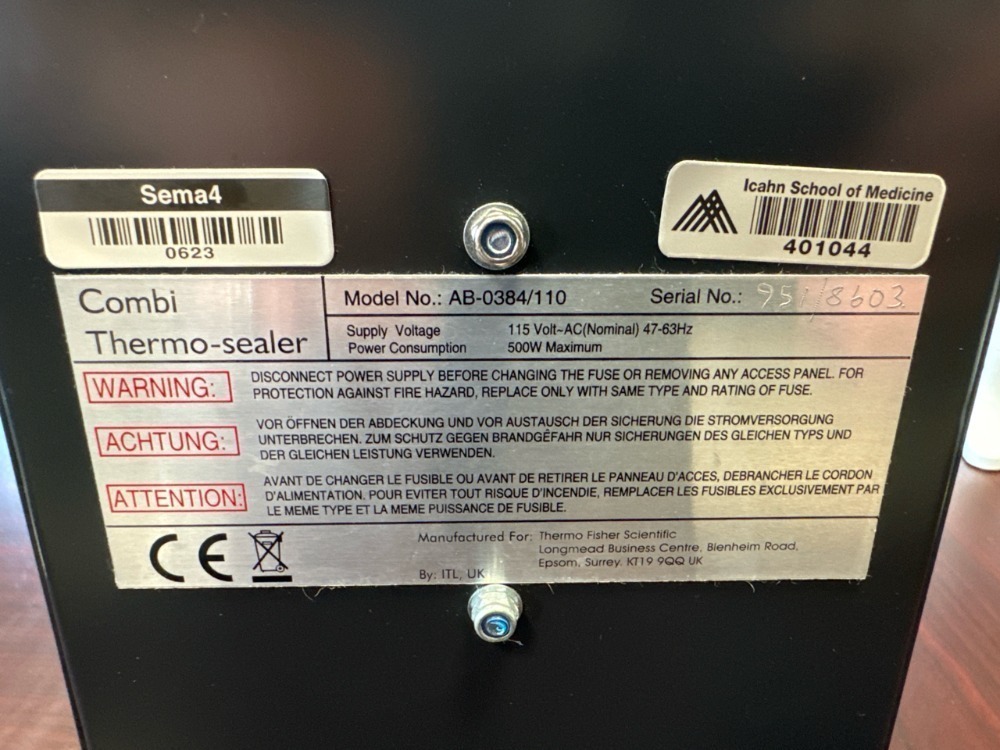 Sema4
0623
Icahn School of Medicine
401044
Combi
Thermo-sealer
Model No.: AB-0384/110
Serial No.: 951/8603
Supply Voltage 115 Volt~AC(Nominal) 47-63Hz
Power Consumption 500W Maximum
WARNING:
DISCONNECT POWER SUPPLY BEFORE CHANGING THE FUSE OR REMOVING ANY ACCESS PANEL. FOR
PROTECTION AGAINST FIRE HAZARD, REPLACE ONLY WITH SAME TYPE AND RATING OF FUSE.
ACHTUNG:
VOR ÖFFNEN DER ABDECKUNG UND VOR AUSTAUSCH DER SICHERUNG DIE STROMVERSORGUNG
UNTERBRECHEN. ZUM SCHUTZ GEGEN BRANDGEFAHR NUR SICHERUNGEN DES GLEICHEN TYPS UND
DER GLEICHEN LEISTUNG VERWENDEN.
ATTENTION:
AVANT DE CHANGER LE FUSIBLE OU AVANT DE RETIRER LE PANNEAU D'ACCES, DEBRANCHER LE CORDON
D'ALIMENTATION. POUR EVITER TOUT RISQUE D'INCENDIE, REMPLACER LES FUSIBLES EXCLUSIVEMENT PAR
LE MEME TYPE ET LA MEME PUISSANCE DE FUSIBLE.
CE
Manufactured For: Thermo Fisher Scientific
Longmead Business Centre, Blenheim Road,
Epsom, Surrey. KT19 9QQ UK
By: ITL, UK